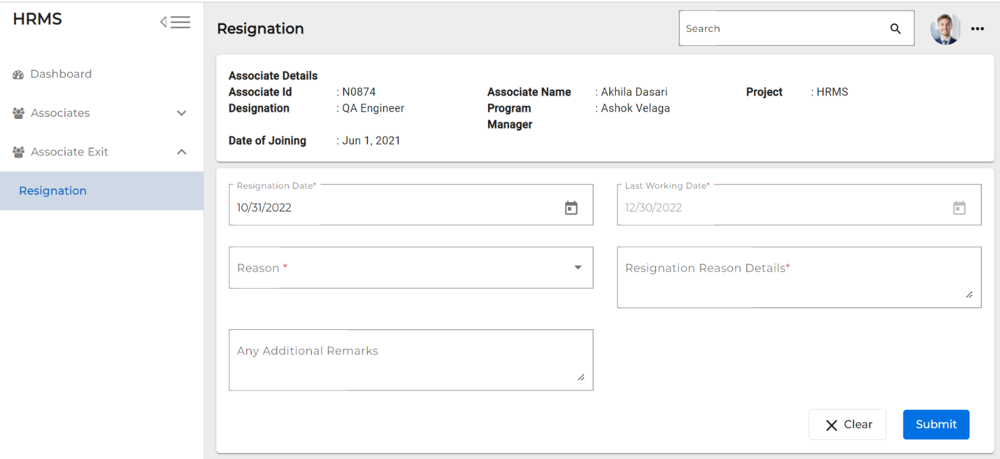 HRMS
Resignation
Search
Dashboard
Associates
Associate Exit
Resignation
Associate Details
Associate Id : N0874 Associate Name : Akhila Dasari Project : HRMS
Designation : QA Engineer Program Manager : Ashok Velaga
Date of Joining : Jun 1, 2021
Resignation Date* Last Working Date*
10/31/2022 12/30/2022
Reason * Resignation Reason Details*
Any Additional Remarks
Clear Submit